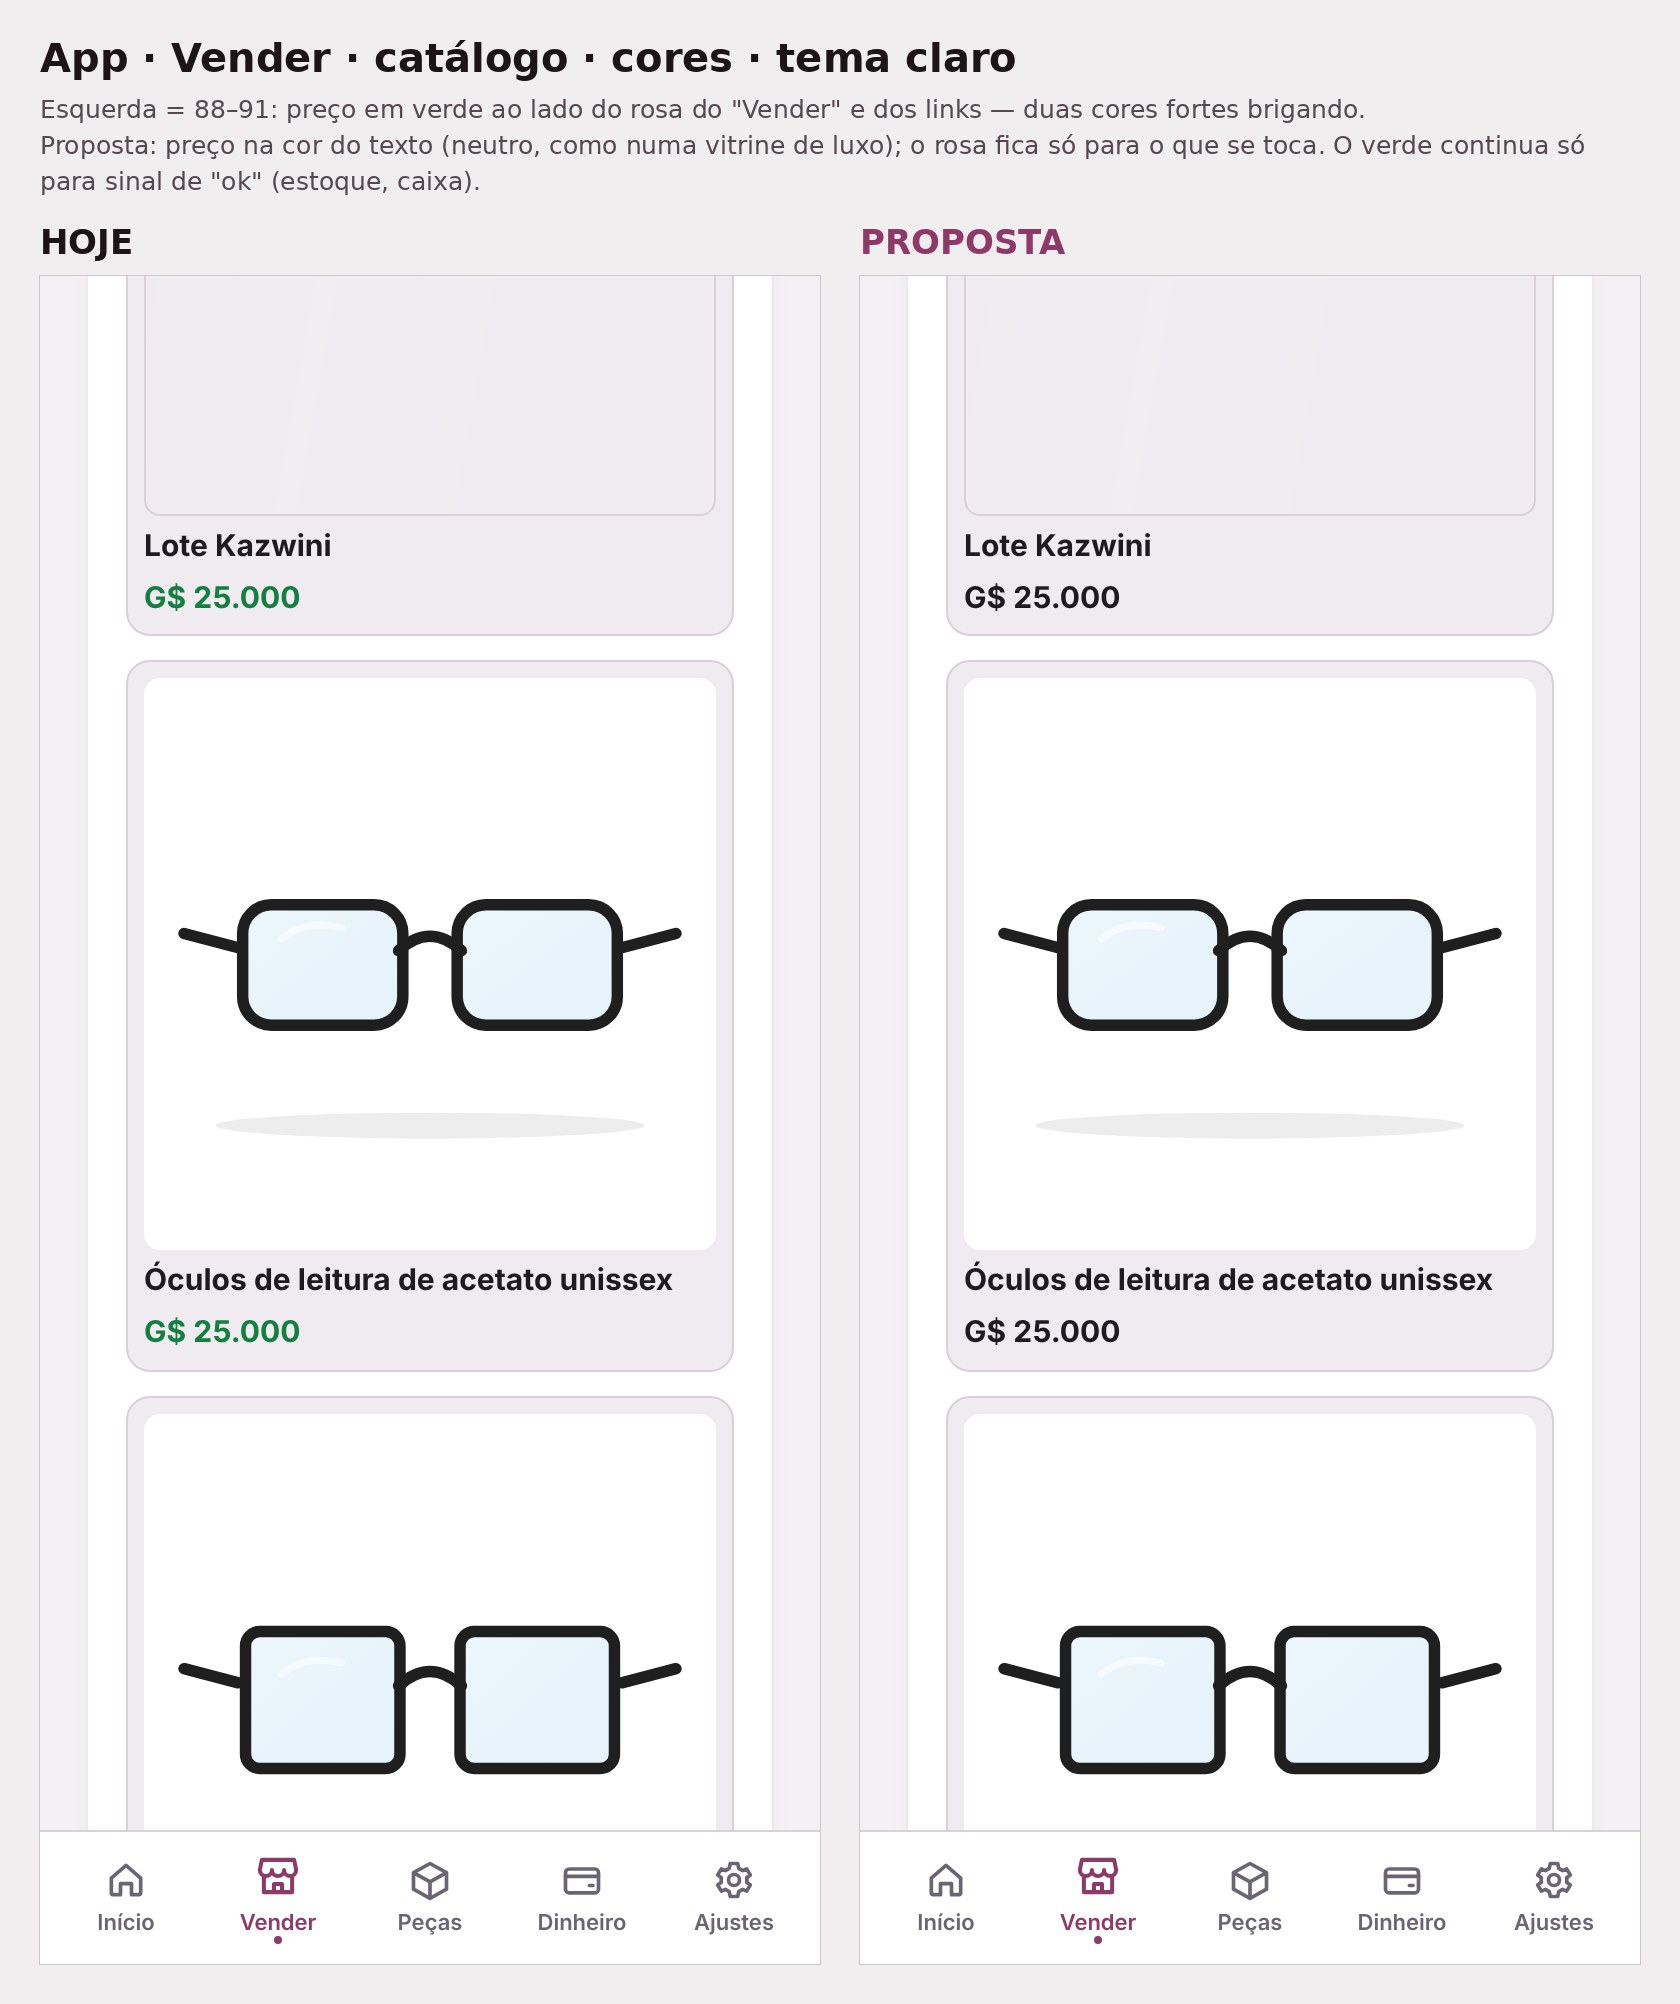 App · Vender · catálogo · cores · tema claro
Esquerda = 88–91: preço em verde ao lado do rosa do "Vender" e dos links — duas cores fortes brigando.
Proposta: preço na cor do texto (neutro, como numa vitrine de luxo); o rosa fica só para o que se toca. O verde continua só
para sinal de "ok" (estoque, caixa).
HOJE
Lote Kazwini
G$ 25.000
Óculos de leitura de acetato unissex
G$ 25.000
Início
Vender
Peças
Dinheiro
Ajustes
PROPOSTA
Lote Kazwini
G$ 25.000
Óculos de leitura de acetato unissex
G$ 25.000
Início
Vender
Peças
Dinheiro
Ajustes